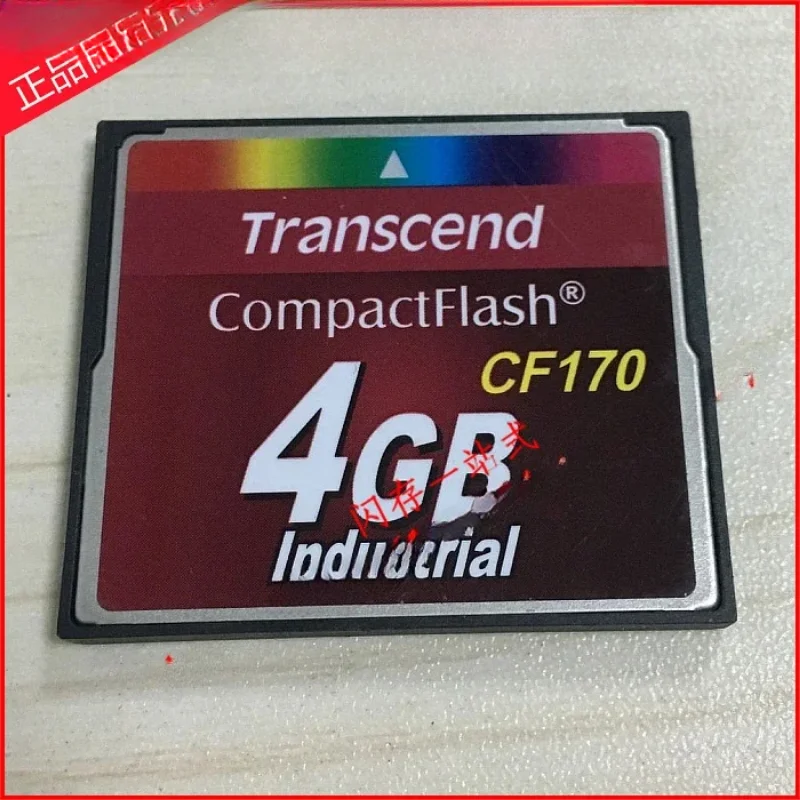 正品
Transcend
CompactFlash®
CF170
4GB
闪存一站式
Industrial